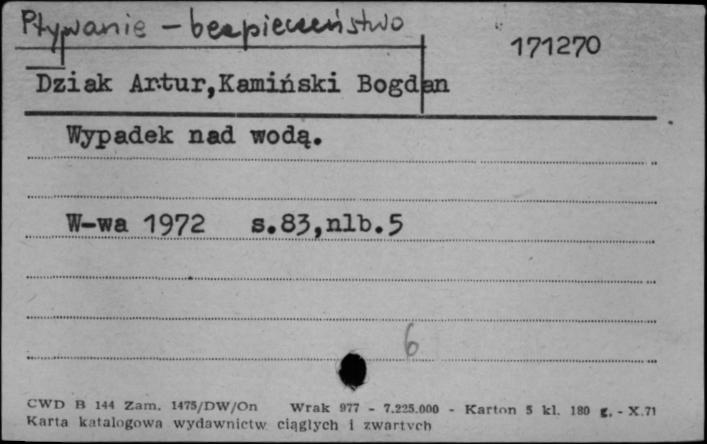 Pływanie - bezpieczeństwo
171270
Dziak Artur,Kamiński Bogdan
Wypadek nad wodą.
W-wa 1972 s.83,nlb.5
6
CWD B 144 Zam. 1475/DW/On Wrak 977 - 7.225.000 - Karton 5 kl. 180 g. - X.71
Karta katalogowa wydawnictw ciągłych i zwartych